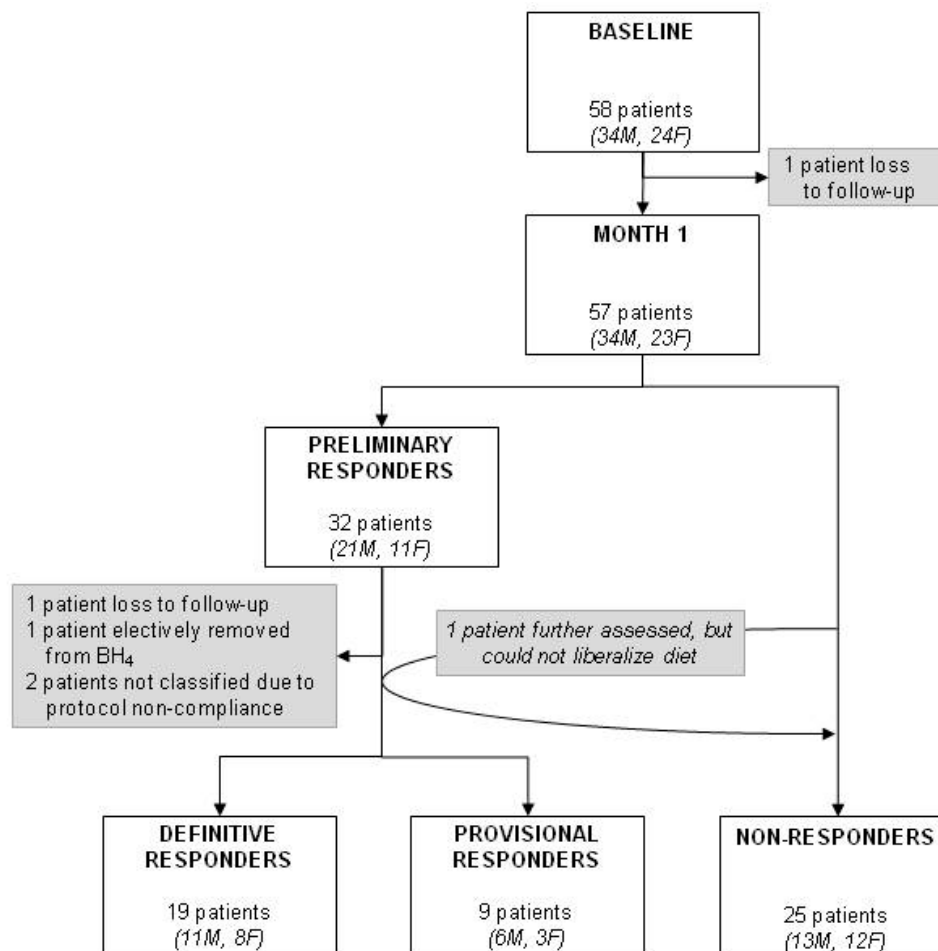 BASELINE
58 patients
(34M, 24F)
1 patient loss
to follow-up
MONTH 1
57 patients
(34M, 23F)
PRELIMINARY
RESPONDERS
32 patients
(21M, 11F)
1 patient loss to follow-up
1 patient electively removed
from BH₄
2 patients not classified due to
protocol non-compliance
1 patient further assessed, but
could not liberalize diet
DEFINITIVE
RESPONDERS
19 patients
(11M, 8F)
PROVISIONAL
RESPONDERS
9 patients
(6M, 3F)
NON-RESPONDERS
25 patients
(13M, 12F)